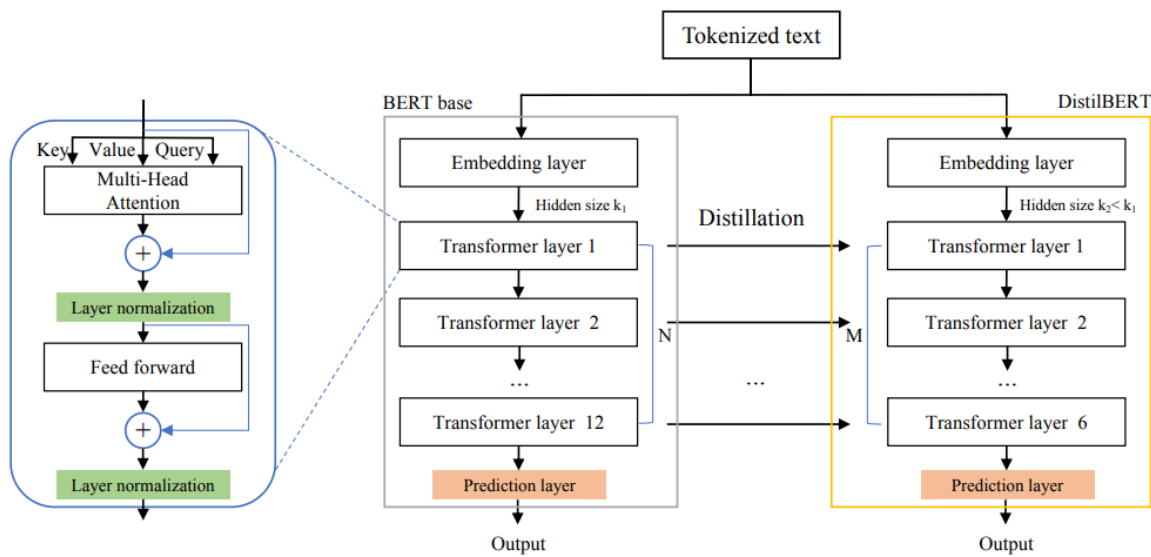 Tokenized text
BERT base
DistilBERT
Key Value Query
Multi-Head
Attention
+
Layer normalization
Feed forward
+
Layer normalization
Embedding layer
Hidden size k₁
Transformer layer 1
Transformer layer 2
...
Transformer layer 12
Prediction layer
Output
N
Distillation
...
M
Embedding layer
Hidden size k₂< k₁
Transformer layer 1
Transformer layer 2
...
Transformer layer 6
Prediction layer
Output